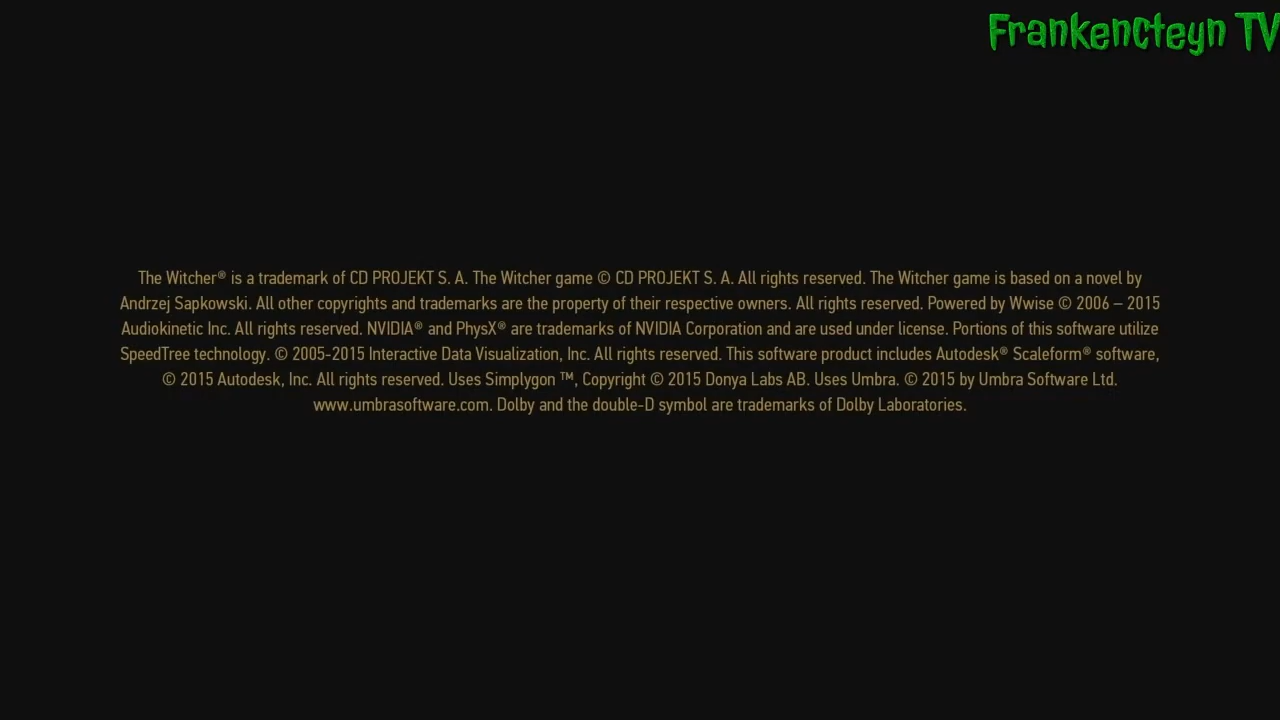 Frankencteyn TV
The Witcher® is a trademark of CD PROJEKT S. A. The Witcher game © CD PROJEKT S. A. All rights reserved. The Witcher game is based on a novel by
Andrzej Sapkowski. All other copyrights and trademarks are the property of their respective owners. All rights reserved. Powered by Wwise © 2006 – 2015
Audiokinetic Inc. All rights reserved. NVIDIA® and PhysX® are trademarks of NVIDIA Corporation and are used under license. Portions of this software utilize
SpeedTree technology. © 2005-2015 Interactive Data Visualization, Inc. All rights reserved. This software product includes Autodesk® Scaleform® software,
© 2015 Autodesk, Inc. All rights reserved. Uses Simplygon ™, Copyright © 2015 Donya Labs AB. Uses Umbra. © 2015 by Umbra Software Ltd.
www.umbrasoftware.com. Dolby and the double-D symbol are trademarks of Dolby Laboratories.